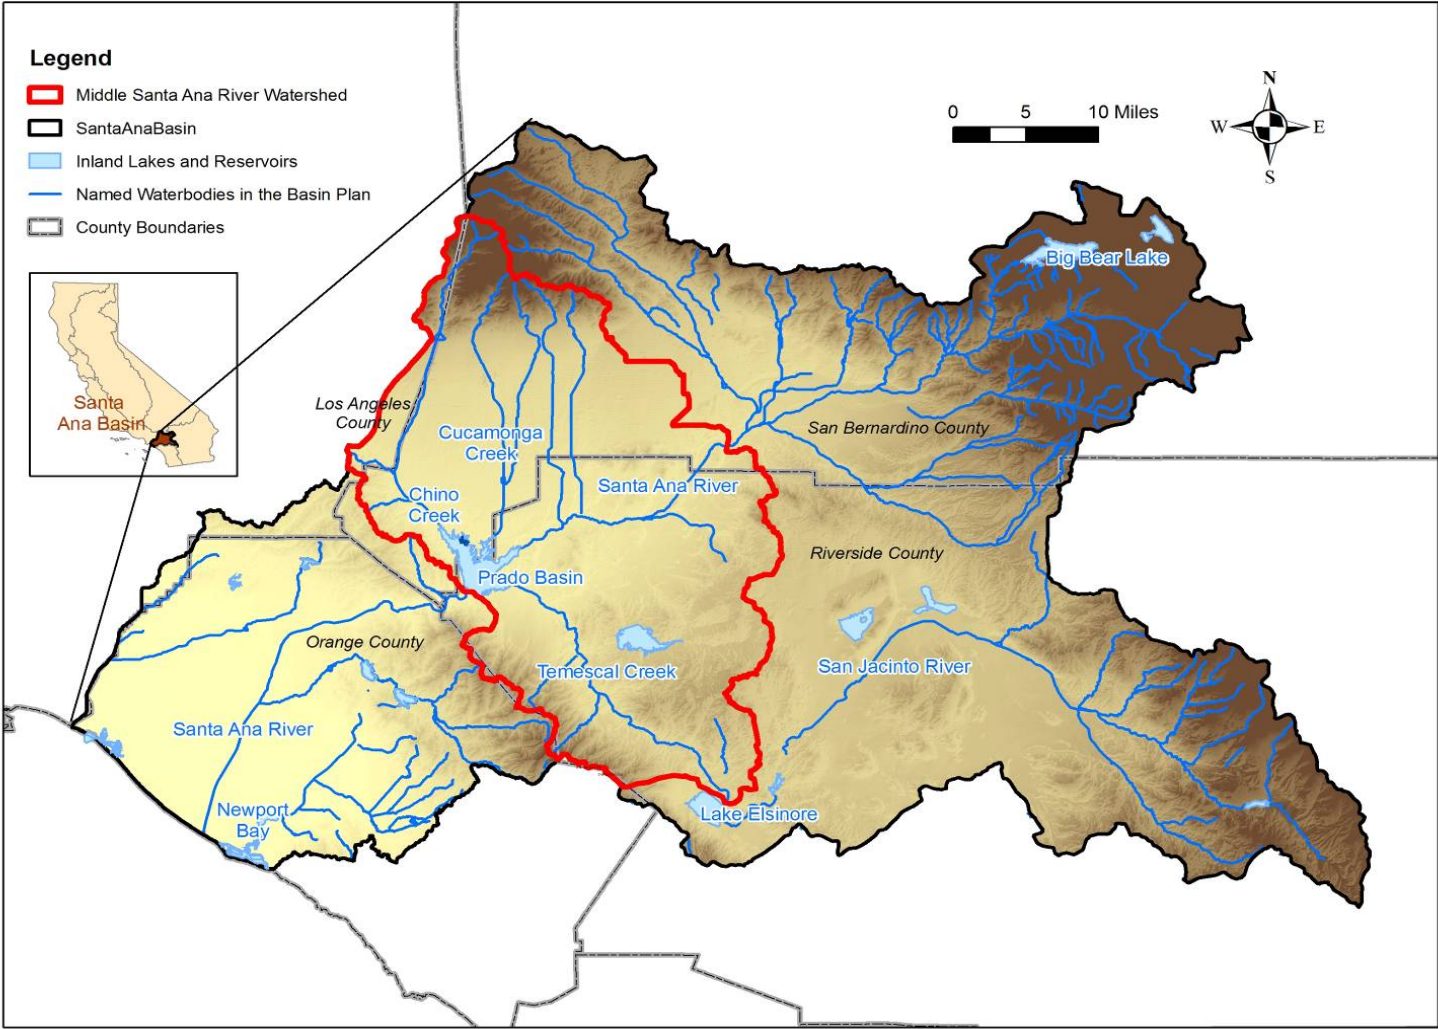 Legend
Middle Santa Ana River Watershed
SantaAnaBasin
Inland Lakes and Reservoirs
Named Waterbodies in the Basin Plan
County Boundaries
0 5 10 Miles
N
W E
S
Big Bear Lake
Santa
Ana Basin
Los Angeles
County
Cucamonga
Creek
San Bernardino County
Santa Ana River
Chino
Creek
Riverside County
Prado Basin
Orange County
Temescal Creek
San Jacinto River
Santa Ana River
Newport
Bay
Lake Elsinore